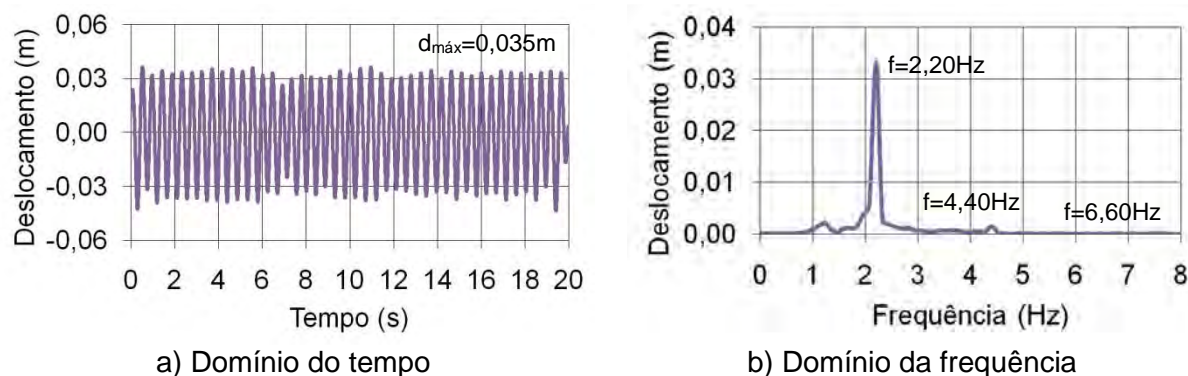 0,06
0,03
0,00
-0,03
-0,06
Deslocamento (m)
dmáx=0,035m
0 2 4 6 8 10 12 14 16 18 20
Tempo (s)
a) Domínio do tempo
0,04
0,03
0,02
0,01
0,00
Deslocamento (m)
f=2,20Hz
f=4,40Hz
f=6,60Hz
0 1 2 3 4 5 6 7 8
Frequência (Hz)
b) Domínio da frequência